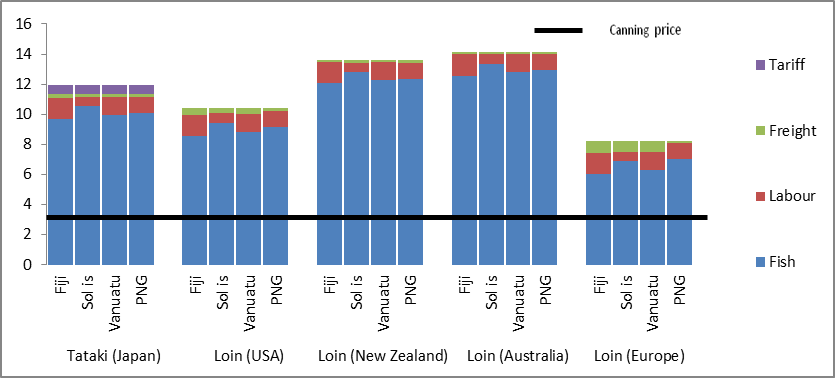 16
14
12
10
8
6
4
2
0
Canning price
Tariff
Freight
Labour
Fish
Fiji
Sol is
Vanuatu
PNG
Fiji
Sol is
Vanuatu
PNG
Fiji
Sol is
Vanuatu
PNG
Fiji
Sol is
Vanuatu
PNG
Fiji
Sol is
Vanuatu
PNG
Tataki (Japan)
Loin (USA)
Loin (New Zealand)
Loin (Australia)
Loin (Europe)